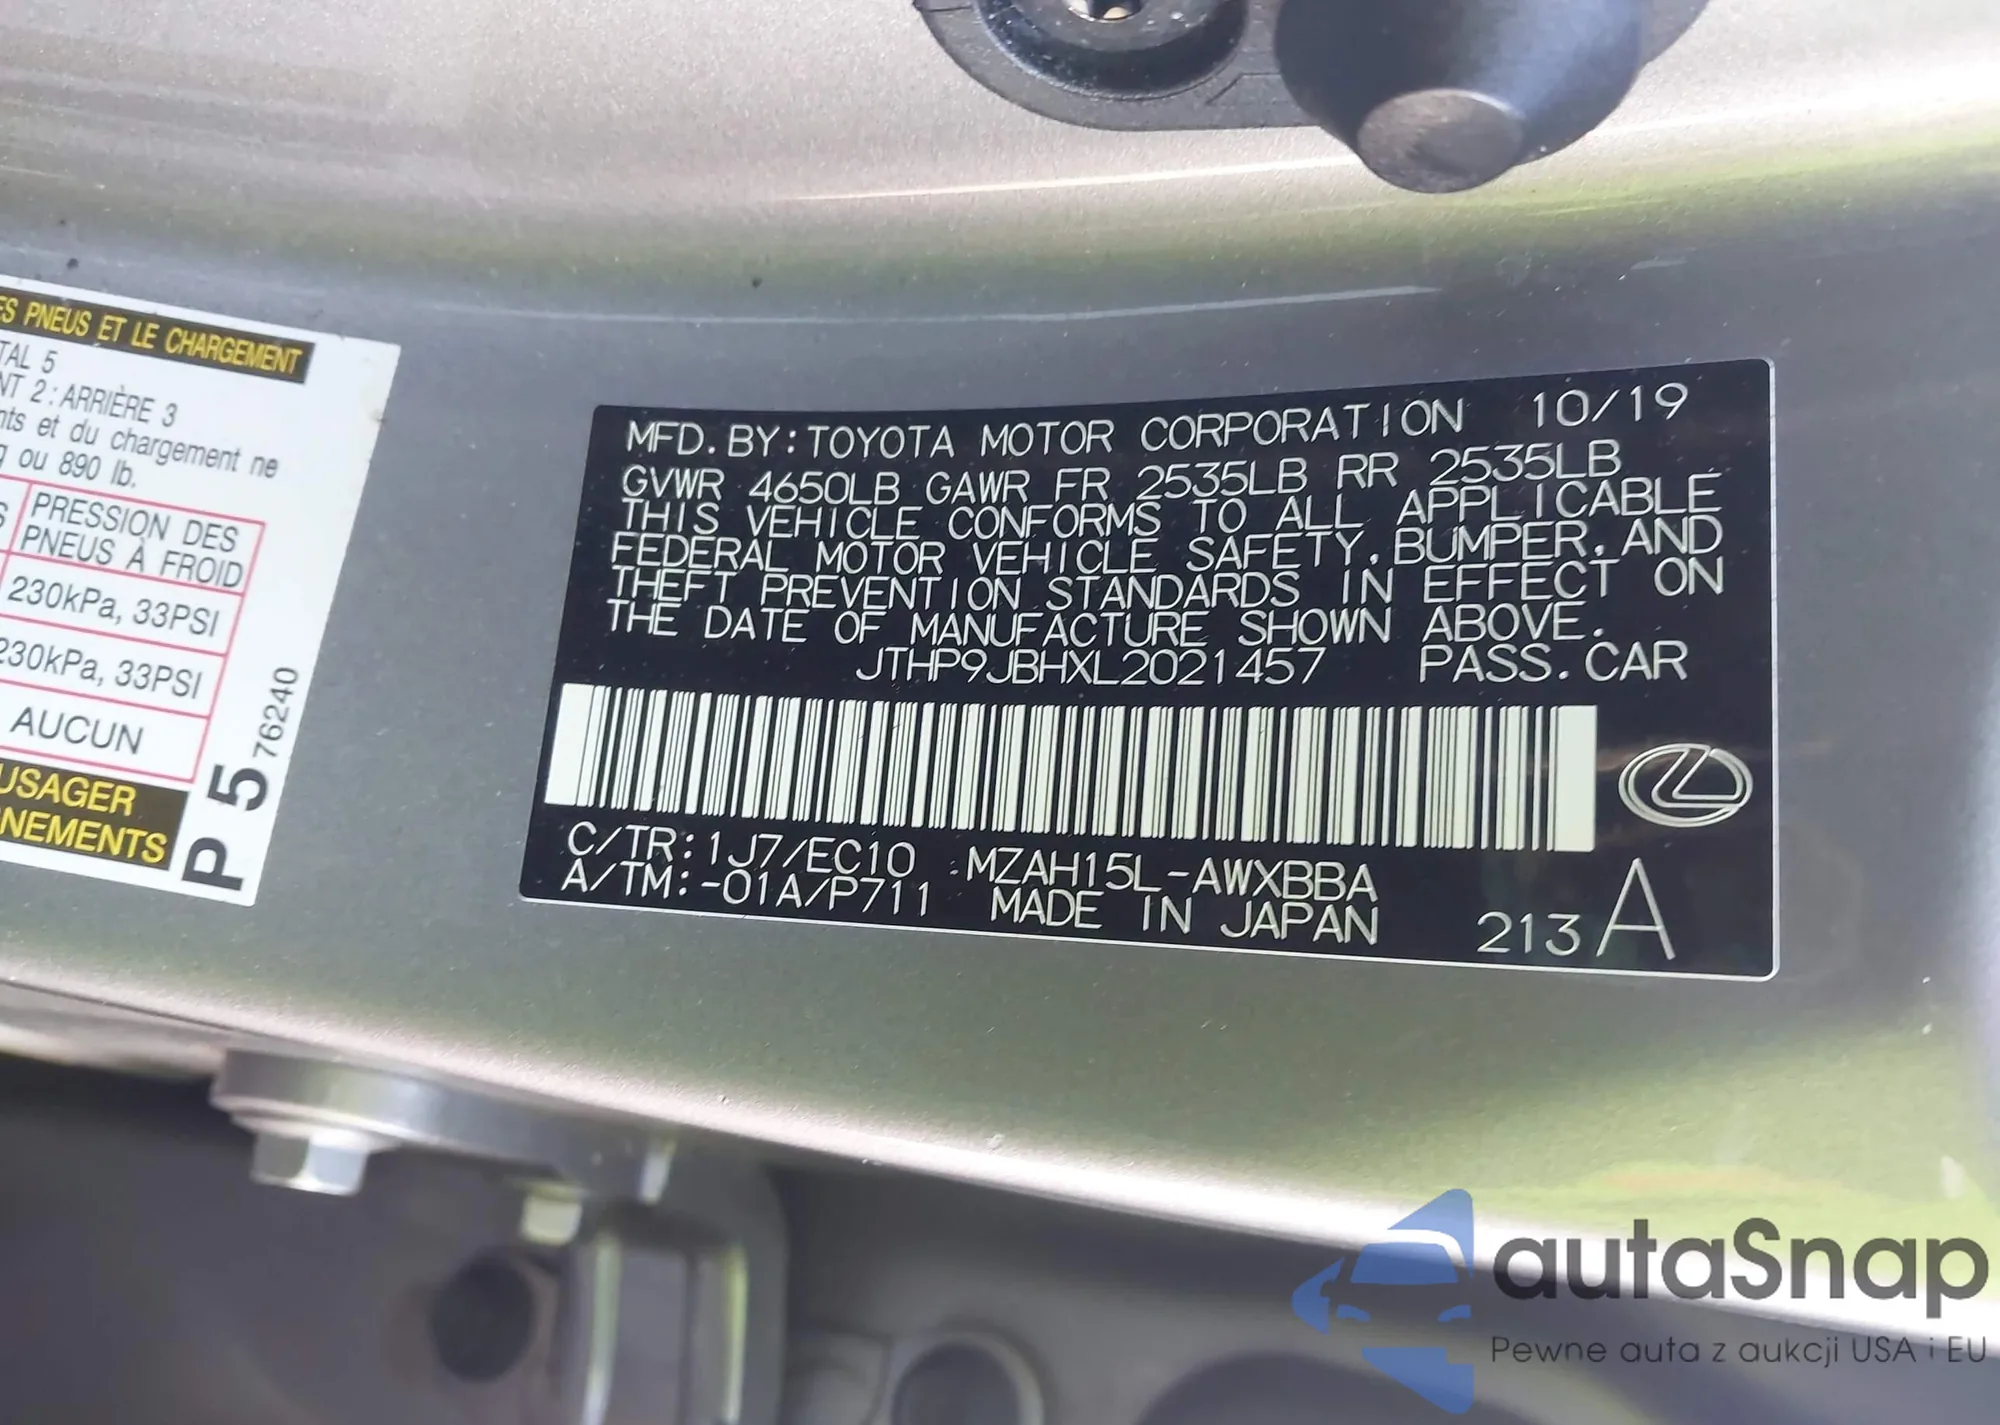 ES PNEUS ET LE CHARGEMENT
TAL 5
NT 2 : ARRIÈRE 3
nts et du chargement ne
ou 890 lb.
S PRESSION DES
PNEUS À FROID
230kPa, 33PSI
230kPa, 33PSI
AUCUN
USAGER
NNEMENTS
P 5 76240
MFD. BY: TOYOTA MOTOR CORPORATION 10/19
GVWR 4650LB GAWR FR 2535LB RR 2535LB
THIS VEHICLE CONFORMS TO ALL APPLICABLE
FEDERAL MOTOR VEHICLE SAFETY, BUMPER, AND
THEFT PREVENTION STANDARDS IN EFFECT ON
THE DATE OF MANUFACTURE SHOWN ABOVE.
JTHP9JBHXL2021457 PASS. CAR
C/TR: 1J7/EC10 MZAH15L-AWXBBA
A/TM: -01A/P711 MADE IN JAPAN 213 A
autaSnap
Pewne auta z aukcji USA i EU